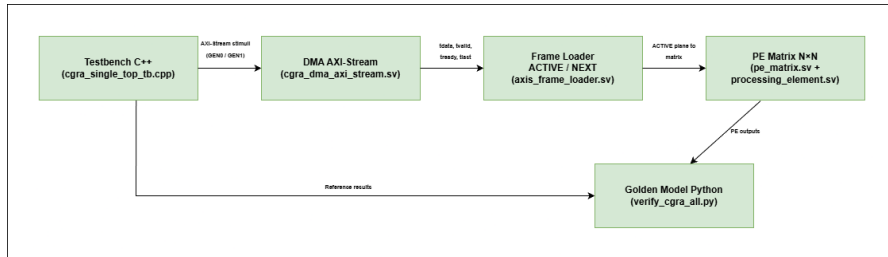 Testbench C++
(cgra_single_top_tb.cpp)
AXI-Stream stimuli
(GEN0 / GEN1)
DMA AXI-Stream
(cgra_dma_axi_stream.sv)
tdata, tvalid,
tready, tlast
Frame Loader
ACTIVE / NEXT
(axis_frame_loader.sv)
ACTIVE plane to
matrix
PE Matrix N×N
(pe_matrix.sv +
processing_element.sv)
PE outputs
Reference results
Golden Model Python
(verify_cgra_all.py)